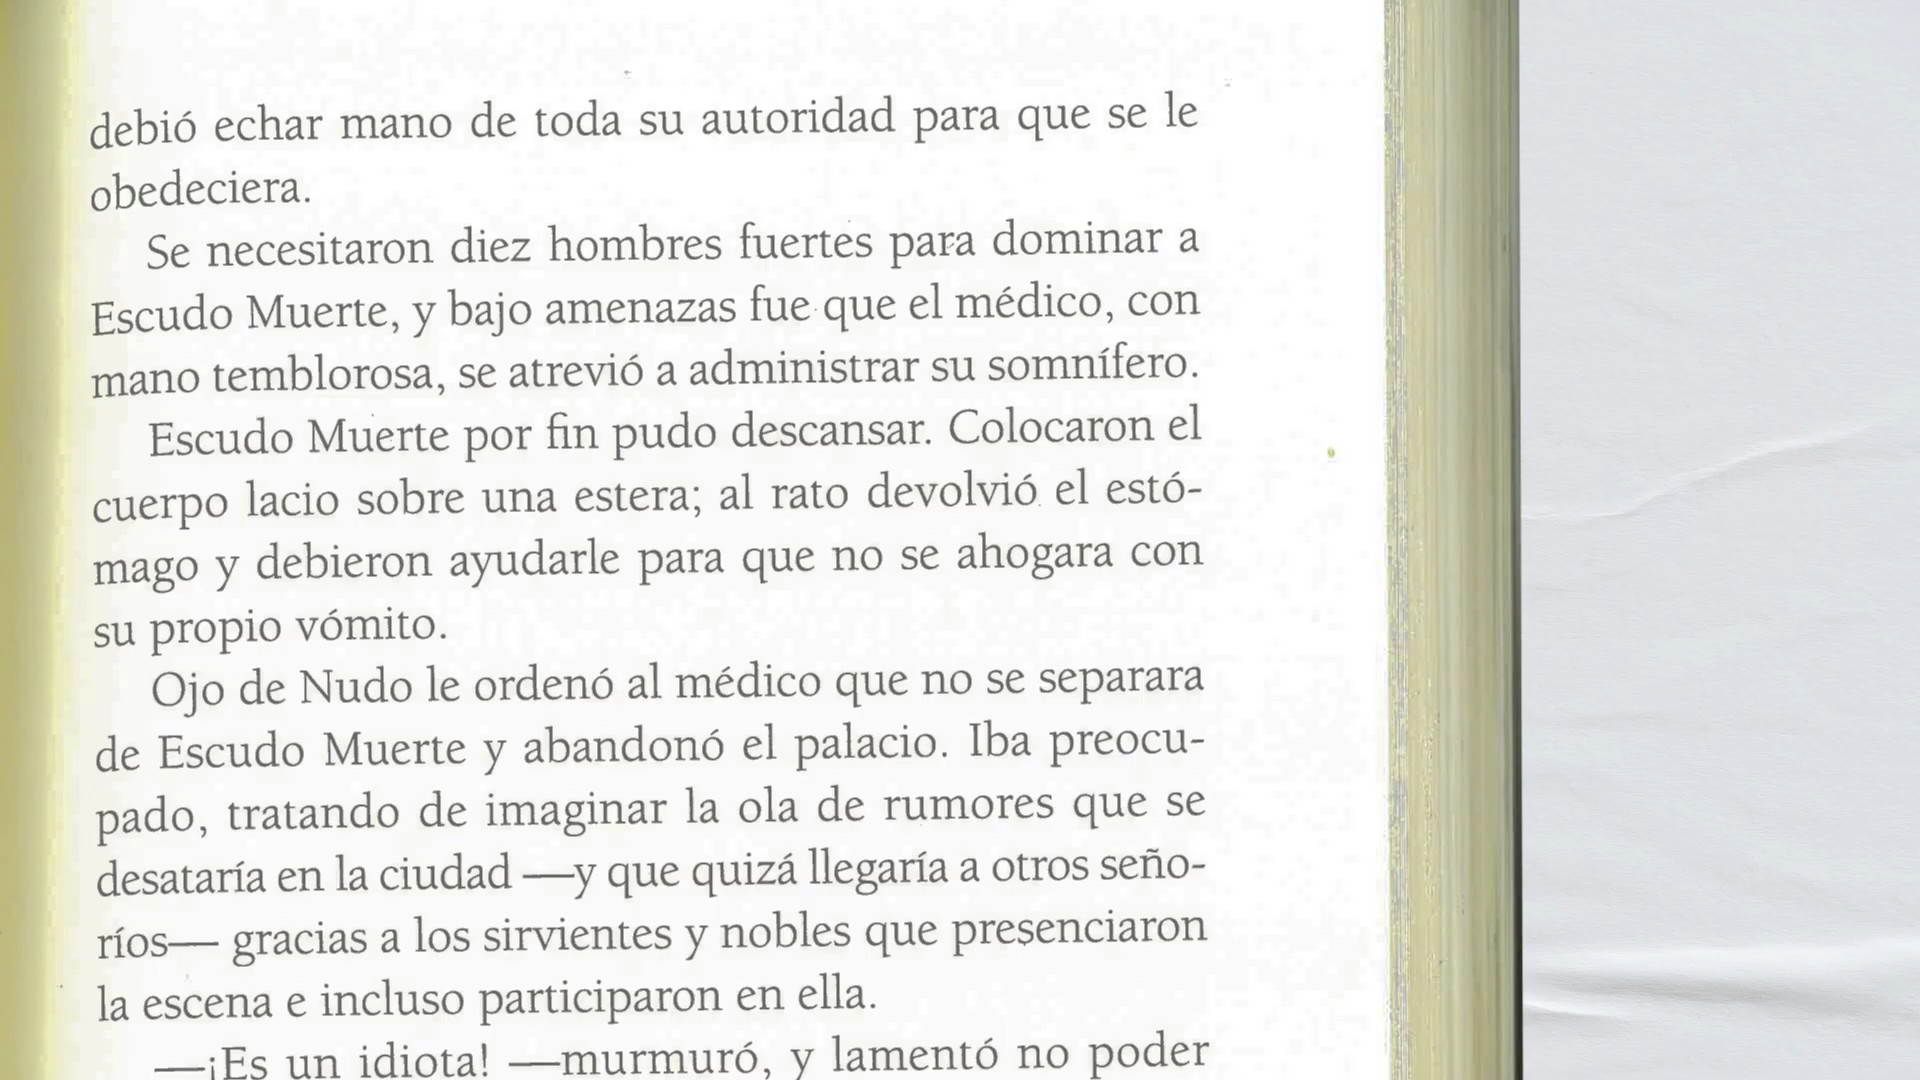 debió echar mano de toda su autoridad para que se le
obedeciera.
Se necesitaron diez hombres fuertes para dominar a
Escudo Muerte, y bajo amenazas fue que el médico, con
mano temblorosa, se atrevió a administrar su somnífero.
Escudo Muerte por fin pudo descansar. Colocaron el
cuerpo lacio sobre una estera; al rato devolvió el estó-
mago y debieron ayudarle para que no se ahogara con
su propio vómito.
Ojo de Nudo le ordenó al médico que no se separara
de Escudo Muerte y abandonó el palacio. Iba preocu-
pado, tratando de imaginar la ola de rumores que se
desataría en la ciudad —y que quizá llegaría a otros seño-
ríos— gracias a los sirvientes y nobles que presenciaron
la escena e incluso participaron en ella.
—¡Es un idiota! —murmuró, y lamentó no poder